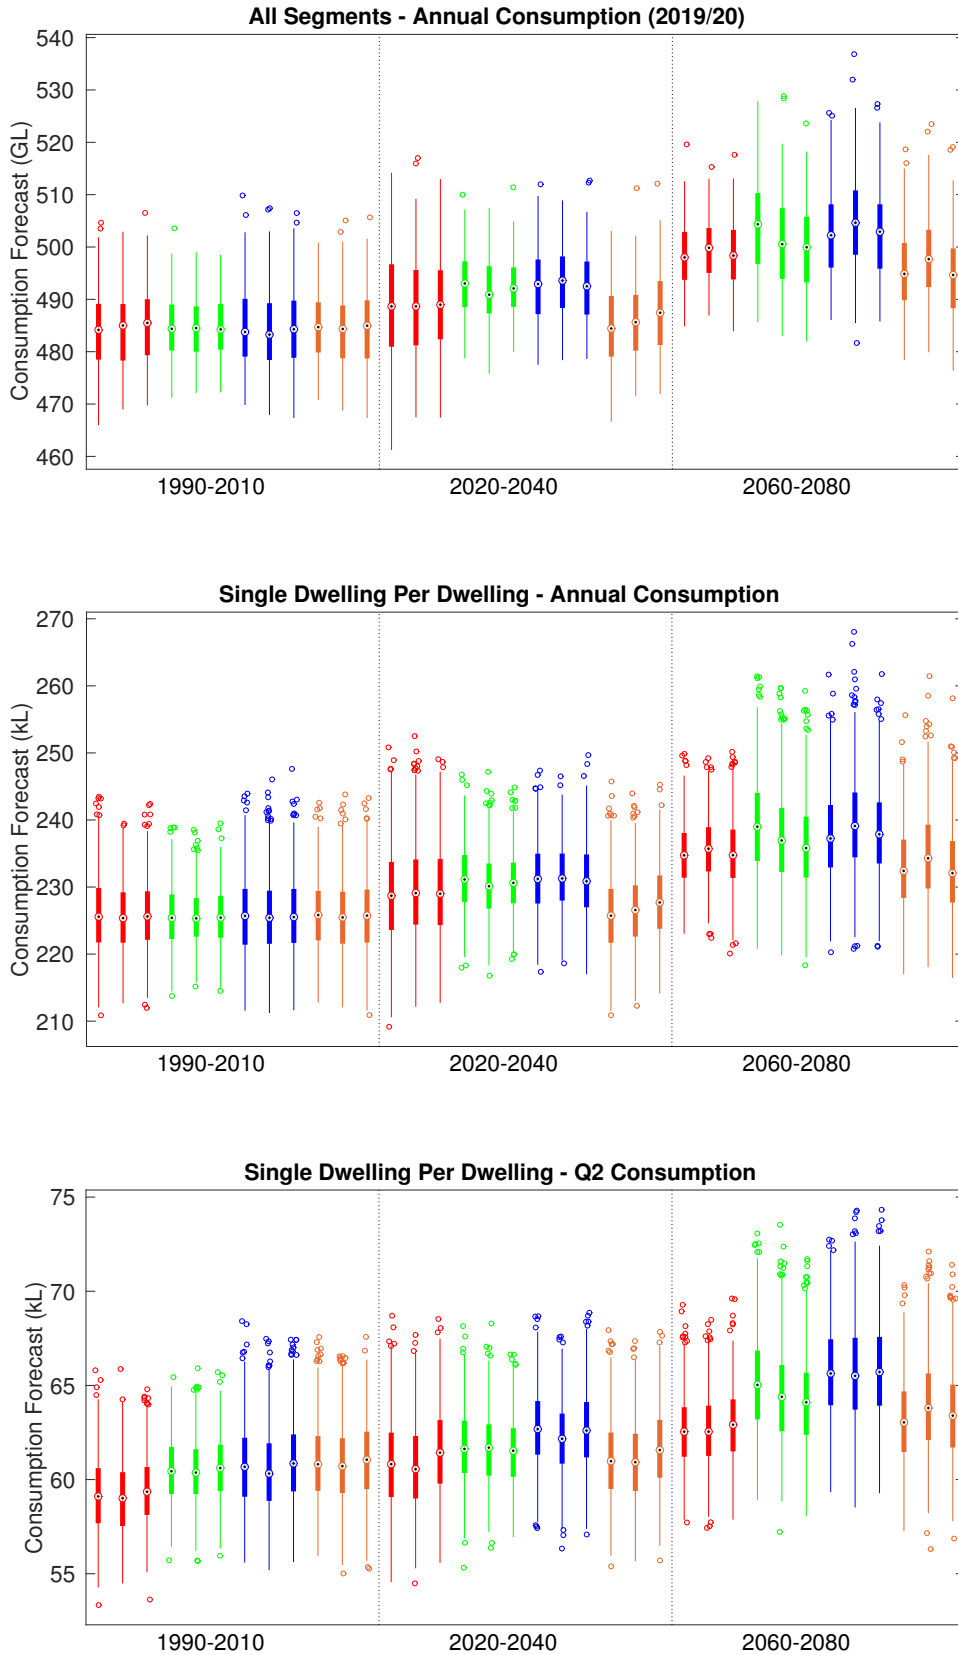 All Segments - Annual Consumption (2019/20)
Consumption Forecast (GL)
540
530
520
510
500
490
480
470
460
1990-2010 2020-2040 2060-2080
Single Dwelling Per Dwelling - Annual Consumption
Consumption Forecast (kL)
270
260
250
240
230
220
210
1990-2010 2020-2040 2060-2080
Single Dwelling Per Dwelling - Q2 Consumption
Consumption Forecast (kL)
75
70
65
60
55
1990-2010 2020-2040 2060-2080